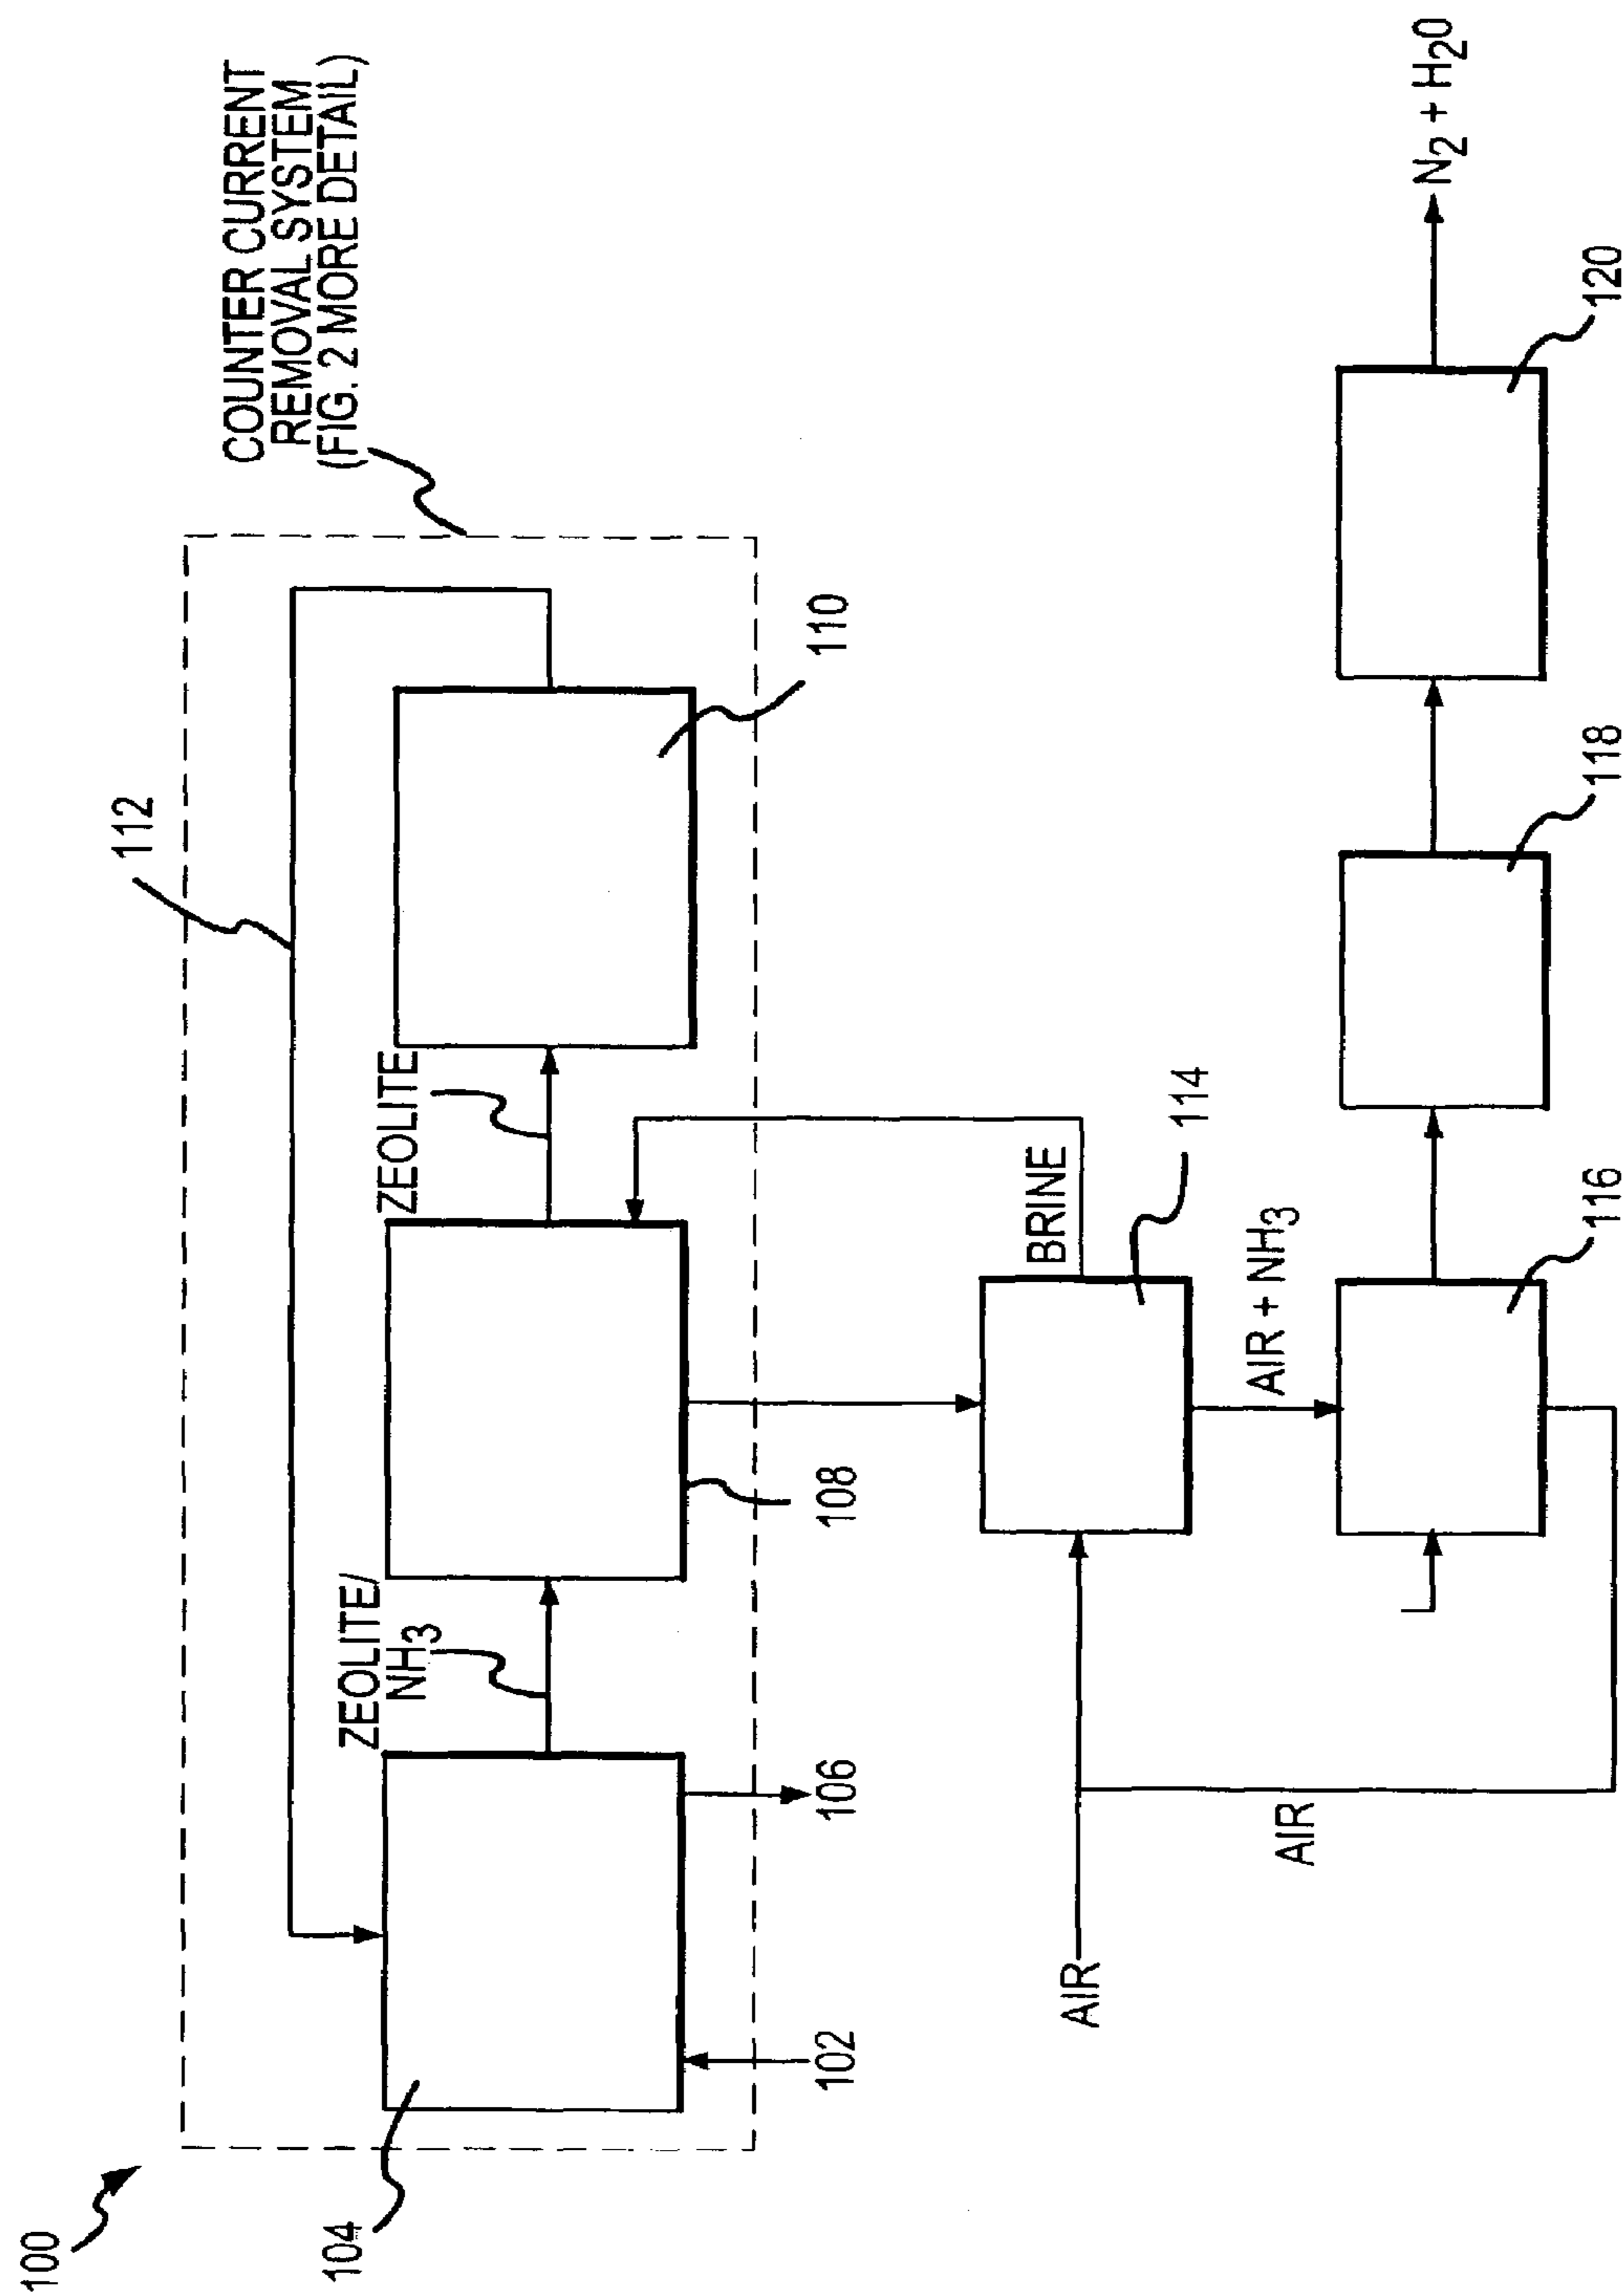 100
COUNTER CURRENT
REMOVAL SYSTEM
(FIG. 2 MORE DETAIL)
112
104
ZEOLITE/
NH3
ZEOLITE
110
102
106
108
BRINE
114
AIR
AIR + NH3
AIR
116
118
120
N2 + H2O